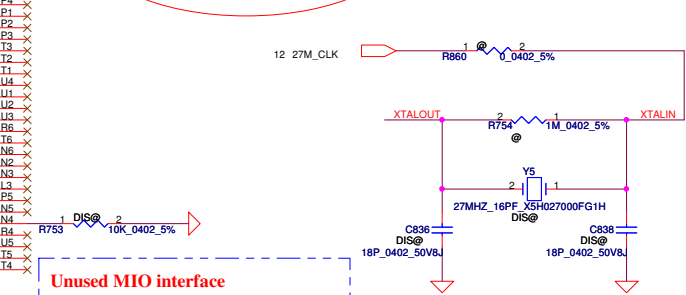 P4
P1
P2
P3
T3
T2
T1
U4
U1
U2
U3
R6
T6
N6
N2
N3
L3
P5
N5
N4
R4
U5
T5
T4
12 27M_CLK
1 @ 2
R860 0_0402_5%
XTALOUT
XTALIN
2 1
R754 1M_0402_5%
@
Y5
2 1
27MHZ_16PF_X5H027000FG1H
DIS@
C836
DIS@
18P_0402_50V8J
C838
DIS@
18P_0402_50V8J
1 DIS@ 2
R753 10K_0402_5%
Unused MIO interface